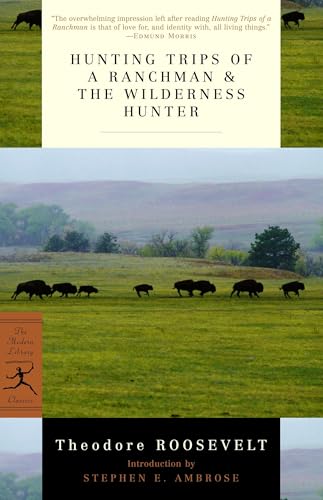 "The overwhelming impression left after reading Hunting Trips of
a Ranchman is that of love for, and identity with, all living things."
—EDMUND MORRIS
HUNTING TRIPS OF
A RANCHMAN &
THE WILDERNESS
HUNTER
The
Modern Library
Classics
Theodore ROOSEVELT
Introduction by
STEPHEN E. AMBROSE